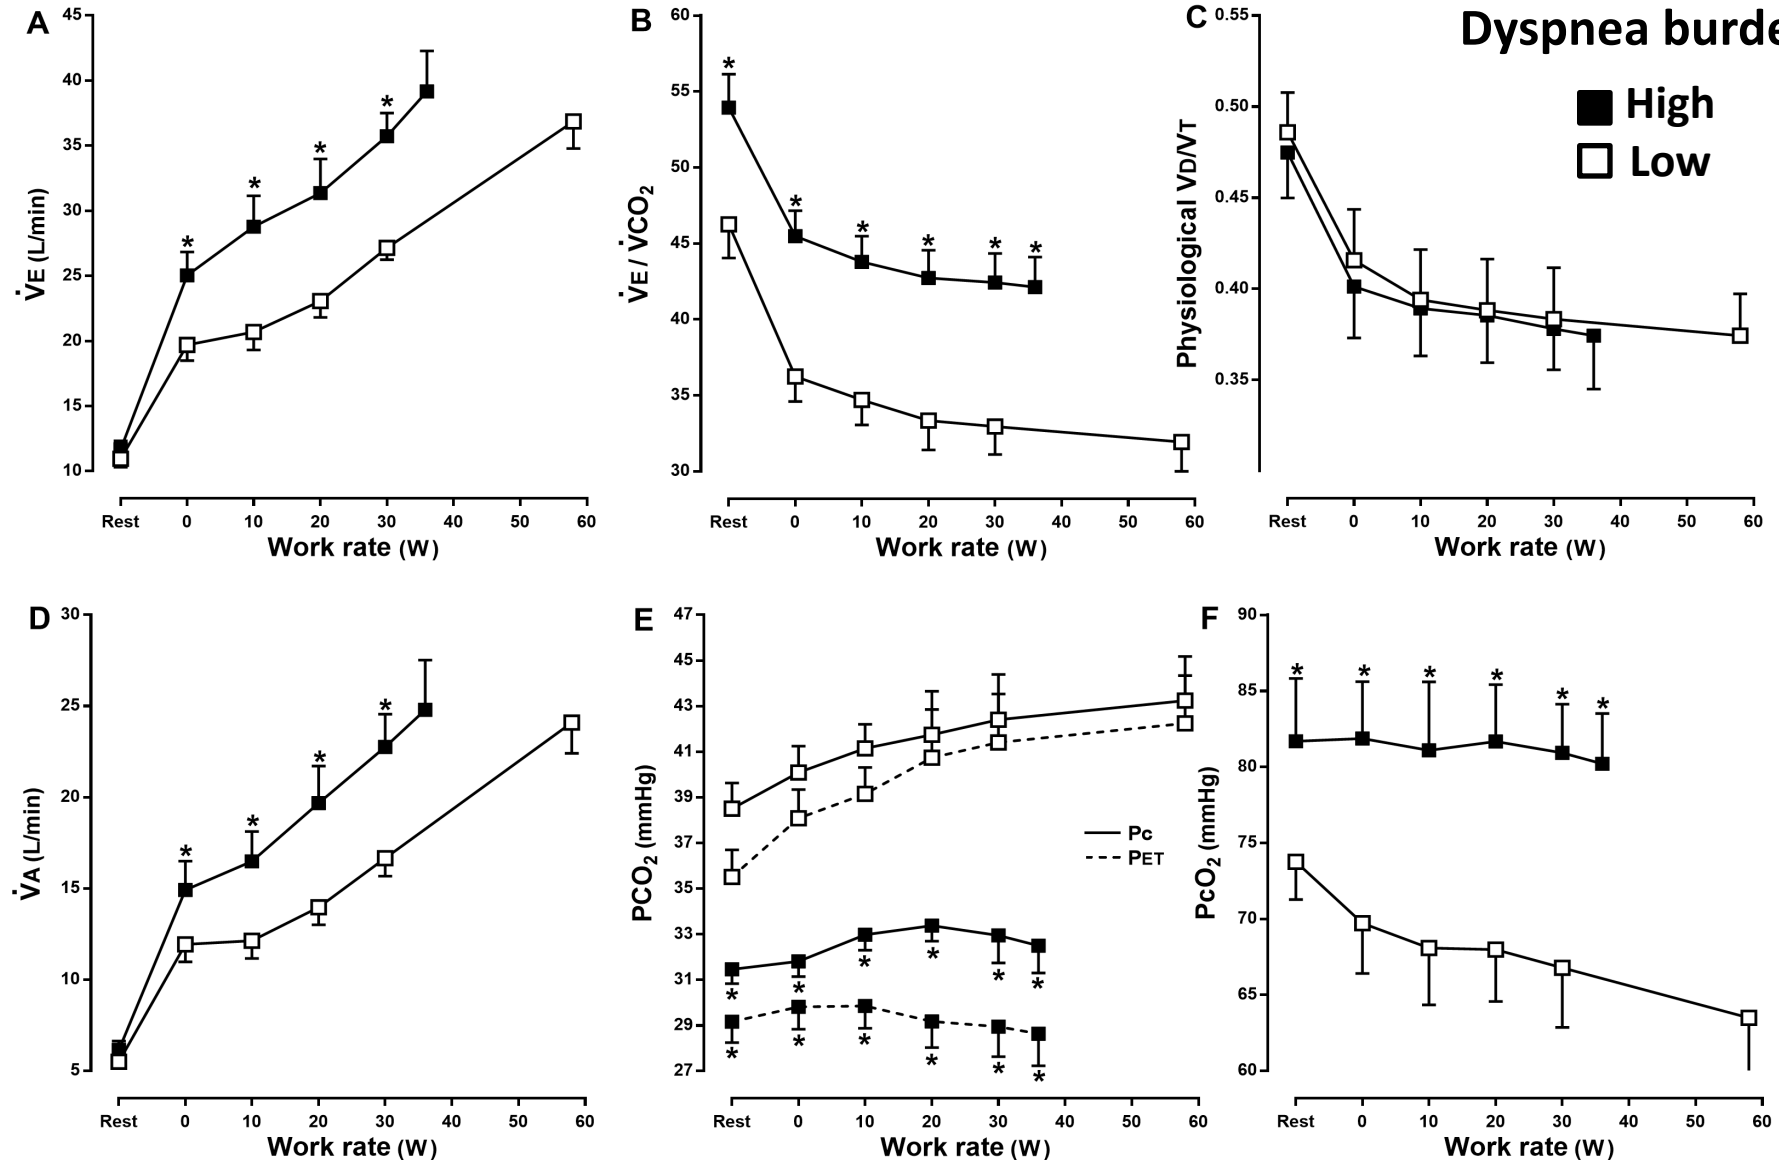 A
45
40
35
30
25
20
15
10
V̇E (L/min)
*
*
*
*
Rest 0 10 20 30 40 50 60
Work rate (W)
B
60
55
50
45
40
35
30
V̇E / V̇CO₂
*
*
*
*
*
*
Rest 0 10 20 30 40 50 60
Work rate (W)
C
0.55
0.50
0.45
0.40
0.35
Physiological VD/VT
Dyspnea burde
High
Low
Rest 0 10 20 30 40 50 60
Work rate (W)
D
30
25
20
15
10
5
V̇A (L/min)
*
*
*
*
Rest 0 10 20 30 40 50 60
Work rate (W)
E
47
45
43
41
39
37
35
33
31
29
27
PCO₂ (mmHg)
Pc
PET
* * * * * *
* * * * * *
Rest 0 10 20 30 40 50 60
Work rate (W)
F
90
85
80
75
70
65
60
PcO₂ (mmHg)
* * * * * *
Rest 0 10 20 30 40 50 60
Work rate (W)